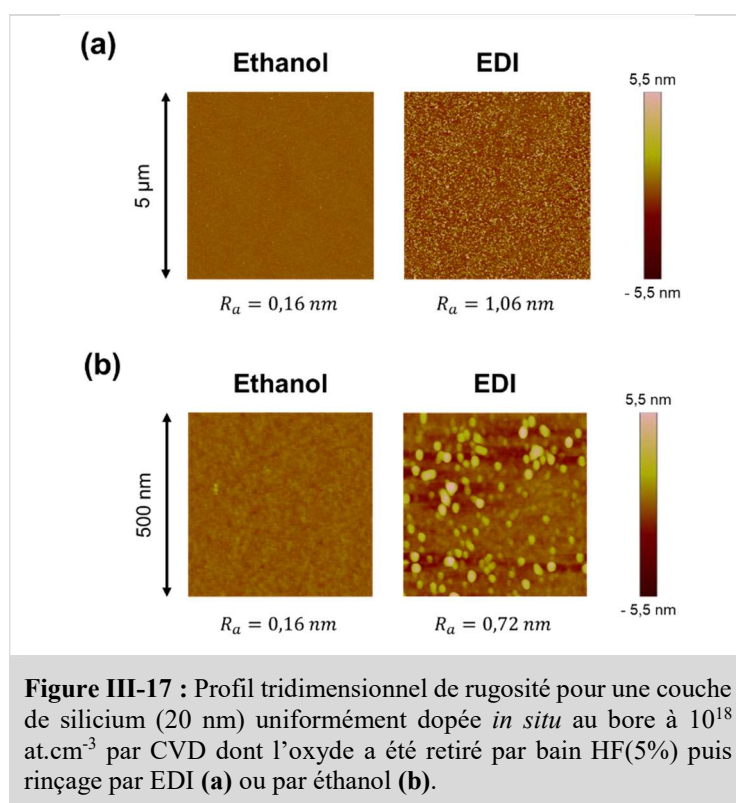 (a)
Ethanol EDI
5,5 nm
5 µm
- 5,5 nm
R_a = 0,16 nm R_a = 1,06 nm
(b)
Ethanol EDI
5,5 nm
500 nm
- 5,5 nm
R_a = 0,16 nm R_a = 0,72 nm
Figure III-17 : Profil tridimensionnel de rugosité pour une couche
de silicium (20 nm) uniformément dopée in situ au bore à 10¹⁸
at.cm⁻³ par CVD dont l’oxyde a été retiré par bain HF(5%) puis
rinçage par EDI (a) ou par éthanol (b).